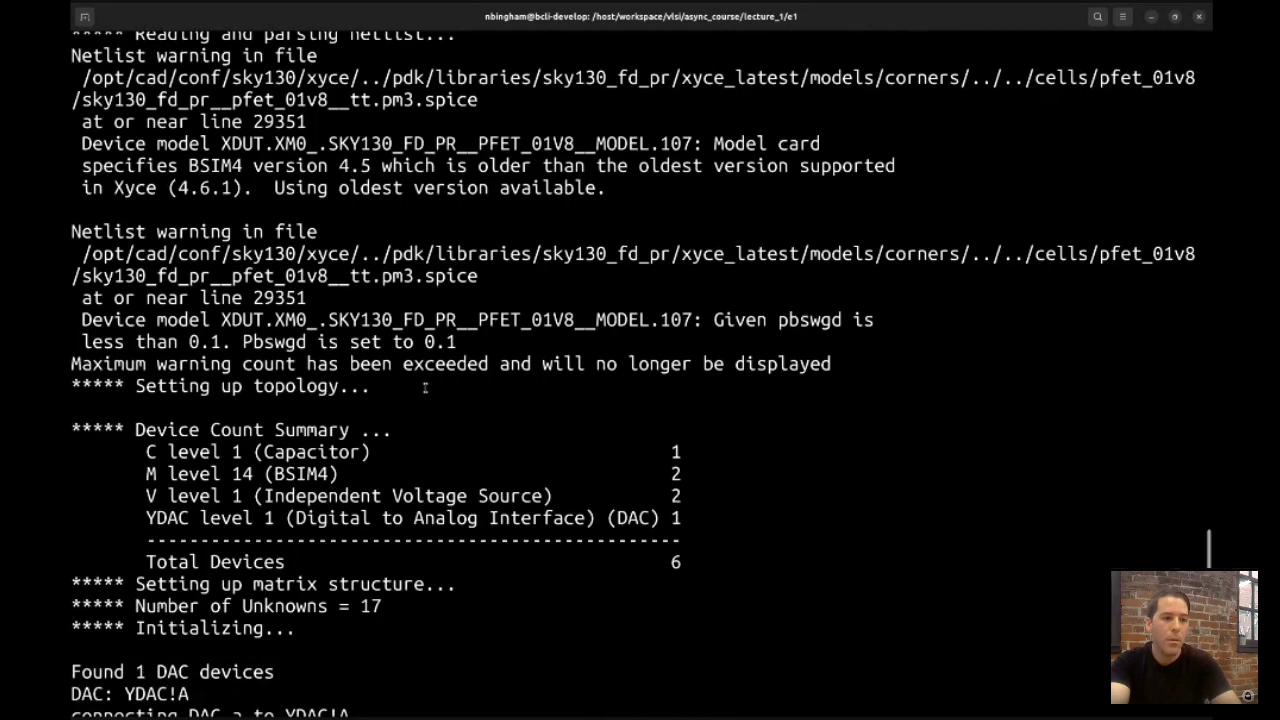 nbingham@bcli-develop: /host/workspace/vlsi/async_course/lecture_1/e1
***** Reading and parsing netlist...
Netlist warning in file
/opt/cad/conf/sky130/xyce/../pdk/libraries/sky130_fd_pr/xyce_latest/models/corners/../../cells/pfet_01v8
/sky130_fd_pr__pfet_01v8__tt.pm3.spice
at or near line 29351
Device model XDUT.XM0_.SKY130_FD_PR__PFET_01V8__MODEL.107: Model card
specifies BSIM4 version 4.5 which is older than the oldest version supported
in Xyce (4.6.1).  Using oldest version available.
Netlist warning in file
/opt/cad/conf/sky130/xyce/../pdk/libraries/sky130_fd_pr/xyce_latest/models/corners/../../cells/pfet_01v8
/sky130_fd_pr__pfet_01v8__tt.pm3.spice
at or near line 29351
Device model XDUT.XM0_.SKY130_FD_PR__PFET_01V8__MODEL.107: Given pbswgd is
less than 0.1. Pbswgd is set to 0.1
Maximum warning count has been exceeded and will no longer be displayed
***** Setting up topology...
***** Device Count Summary ...
C level 1 (Capacitor) 1
M level 14 (BSIM4) 2
V level 1 (Independent Voltage Source) 2
YDAC level 1 (Digital to Analog Interface) (DAC) 1
--------------------------------------------------
Total Devices 6
***** Setting up matrix structure...
***** Number of Unknowns = 17
***** Initializing...
Found 1 DAC devices
DAC: YDAC!A
connecting DAC a to YDAC!A